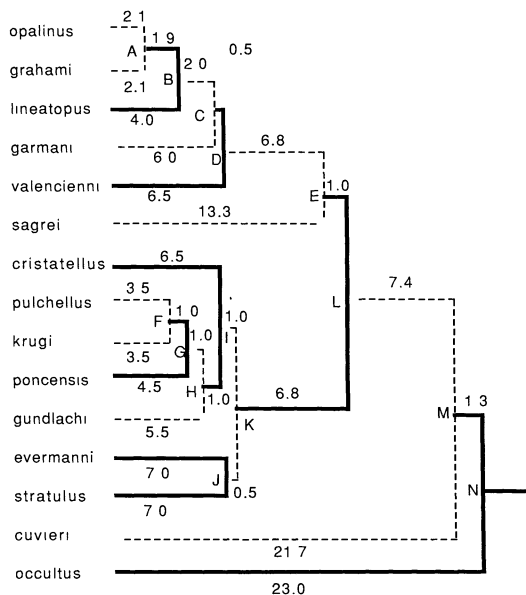 2 1
opalinus
1 9
0.5
A
2 0
grahami
B
2.1
lineatopus
C
4.0
garmani
6.8
6 0
D
valencienni
1.0
6.5
E
13.3
sagrei
6.5
cristatellus
7.4
3 5
pulchellus
L
1 0
1.0
F
1.0
I
krugi
G
3.5
poncensis
H
1.0
6.8
1 3
4.5
M
gundlachi
K
5.5
evermanni
7 0
J
0.5
N
stratulus
7 0
cuvieri
21 7
occultus
23.0